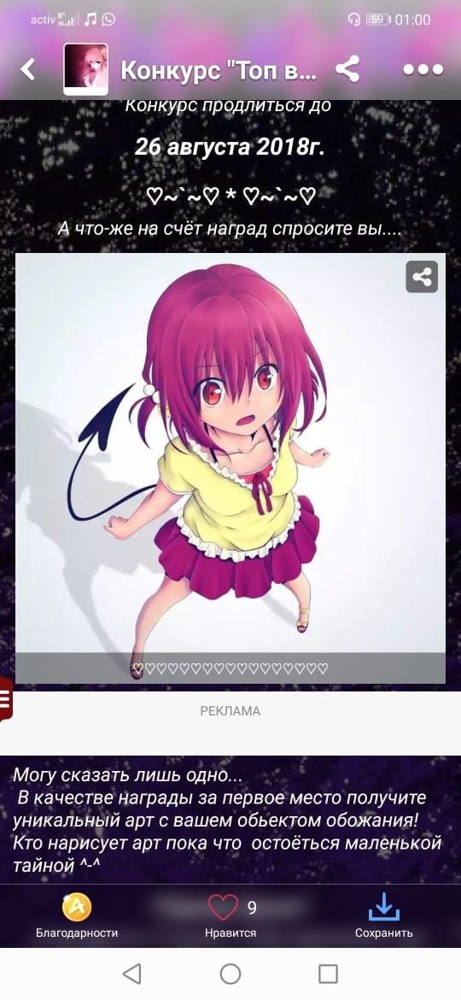 activ 59 01:00
Конкурс "Топ в...
Конкурс продлиться до
26 августа 2018г.
♡~`~♡ * ♡~`~♡
А что-же на счёт наград спросите вы....
♡♡♡♡♡♡♡♡♡♡♡♡♡♡♡♡♡
РЕКЛАМА
Могу сказать лишь одно...
В качестве награды за первое место получите
уникальный арт с вашем обьектом обожания!
Кто нарисует арт пока что остоёться маленькой
тайной ^-^
9
Благодарности Нравится Сохранить